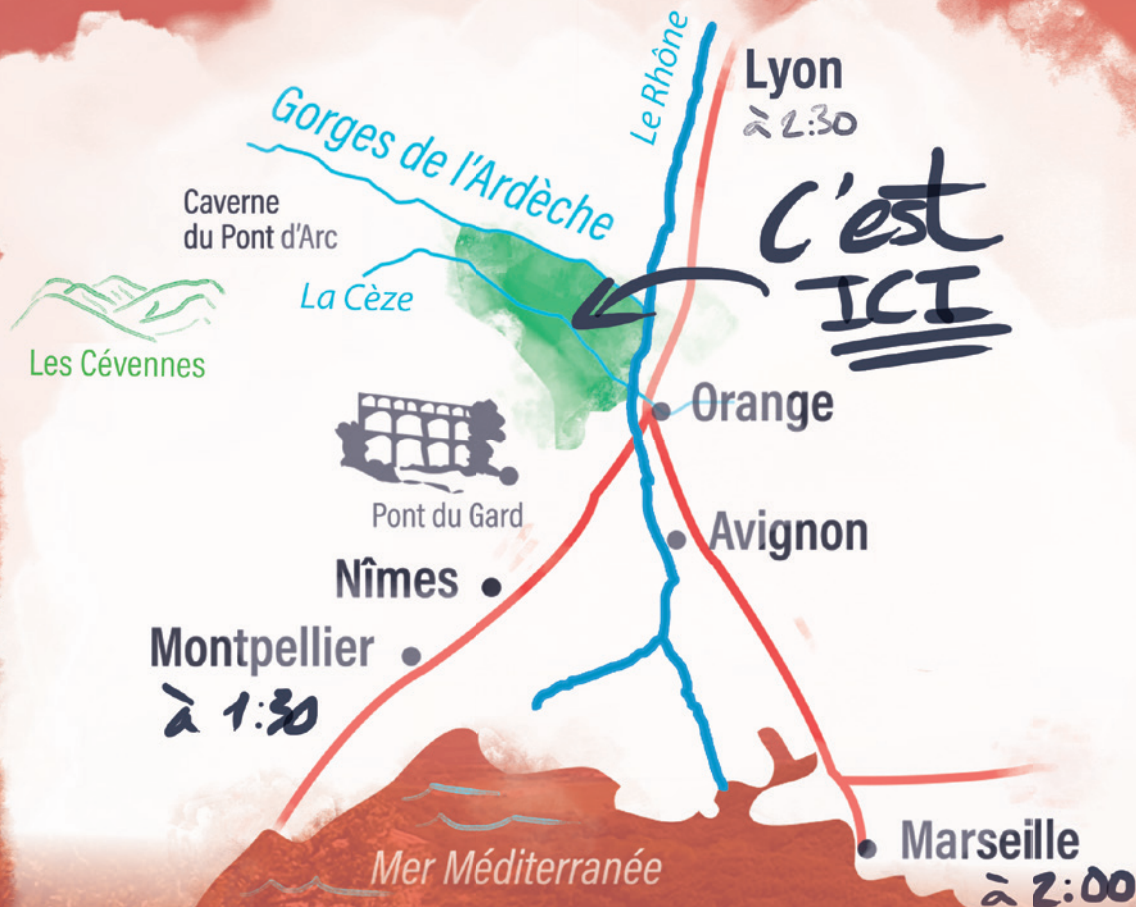 Le Rhône
Lyon
à 2:30
Gorges de l'Ardèche
C'est
ICI
Caverne
du Pont d'Arc
La Cèze
Les Cévennes
Orange
Pont du Gard
Avignon
Nîmes
Montpellier
à 1:30
Marseille
à 2:00
Mer Méditerranée